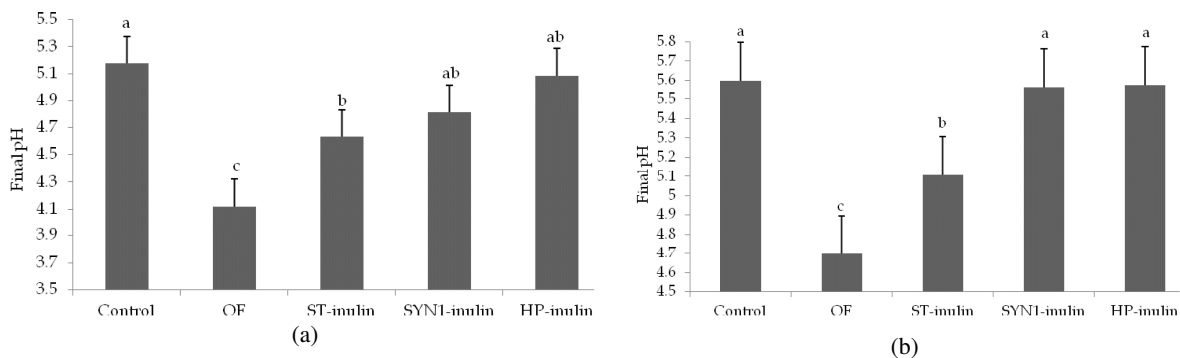 5.5
5.3
5.1
4.9
4.7
4.5
4.3
4.1
3.9
3.7
3.5
Final pH
a
c
b
ab
ab
Control OF ST-inulin SYN1-inulin HP-inulin
(a)
5.8
5.7
5.6
5.5
5.4
5.3
5.2
5.1
5
4.9
4.8
4.7
4.6
4.5
Final pH
a
c
b
a
a
Control OF ST-inulin SYN1-inulin HP-inulin
(b)